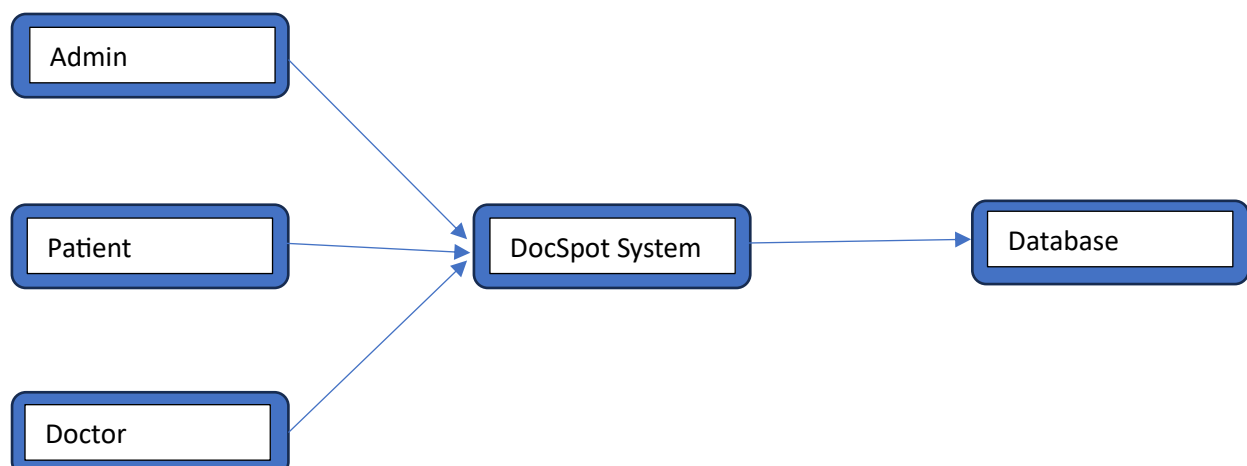 Admin
Patient
DocSpot System
Database
Doctor